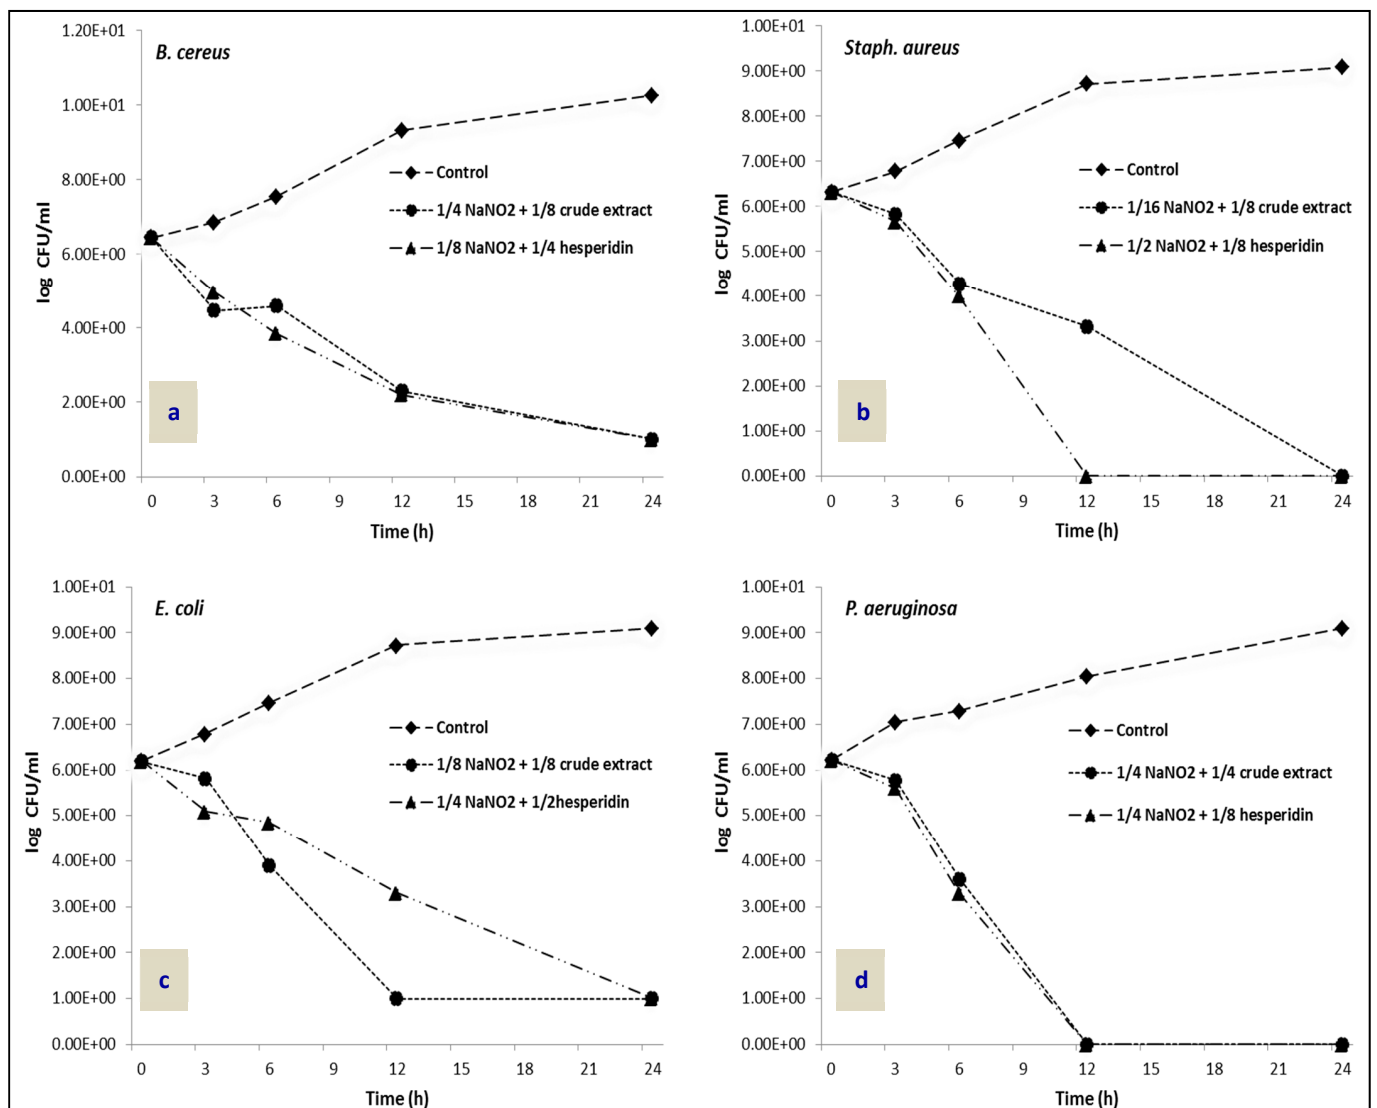 B. cereus
1.20E+01
1.00E+01
8.00E+00
6.00E+00
4.00E+00
2.00E+00
0.00E+00
log CFU/ml
Control
1/4 NaNO2 + 1/8 crude extract
1/8 NaNO2 + 1/4 hesperidin
a
0 3 6 9 12 15 18 21 24
Time (h)
Staph. aureus
1.00E+01
9.00E+00
8.00E+00
7.00E+00
6.00E+00
5.00E+00
4.00E+00
3.00E+00
2.00E+00
1.00E+00
0.00E+00
log CFU/ml
Control
1/16 NaNO2 + 1/8 crude extract
1/2 NaNO2 + 1/8 hesperidin
b
0 3 6 9 12 15 18 21 24
Time (h)
E. coli
1.00E+01
9.00E+00
8.00E+00
7.00E+00
6.00E+00
5.00E+00
4.00E+00
3.00E+00
2.00E+00
1.00E+00
0.00E+00
log CFU/ml
Control
1/8 NaNO2 + 1/8 crude extract
1/4 NaNO2 + 1/2hesperidin
c
0 3 6 9 12 15 18 21 24
Time (h)
P. aeruginosa
1.00E+01
9.00E+00
8.00E+00
7.00E+00
6.00E+00
5.00E+00
4.00E+00
3.00E+00
2.00E+00
1.00E+00
0.00E+00
log CFU/ml
Control
1/4 NaNO2 + 1/4 crude extract
1/4 NaNO2 + 1/8 hesperidin
d
0 3 6 9 12 15 18 21 24
Time (h)